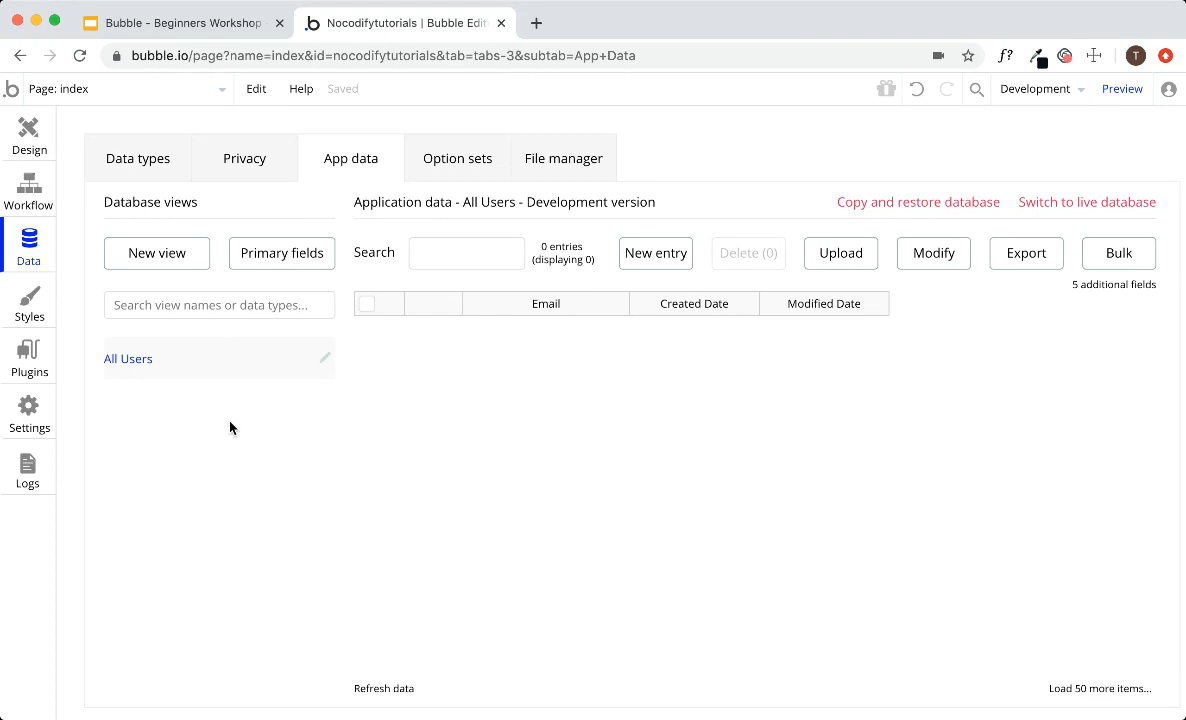 Bubble - Beginners Workshop
Nocodifytutorials | Bubble Edit
bubble.io/page?name=index&id=nocodifytutorials&tab=tabs-3&subtab=App+Data
f?
T
b
Page: index
Edit
Help
Saved
Development
Preview
Design
Workflow
Data
Styles
Plugins
Settings
Logs
Data types
Privacy
App data
Option sets
File manager
Database views
Application data - All Users - Development version
Copy and restore database
Switch to live database
New view
Primary fields
Search
0 entries
(displaying 0)
New entry
Delete (0)
Upload
Modify
Export
Bulk
5 additional fields
Search view names or data types...
Email
Created Date
Modified Date
All Users
Refresh data
Load 50 more items...